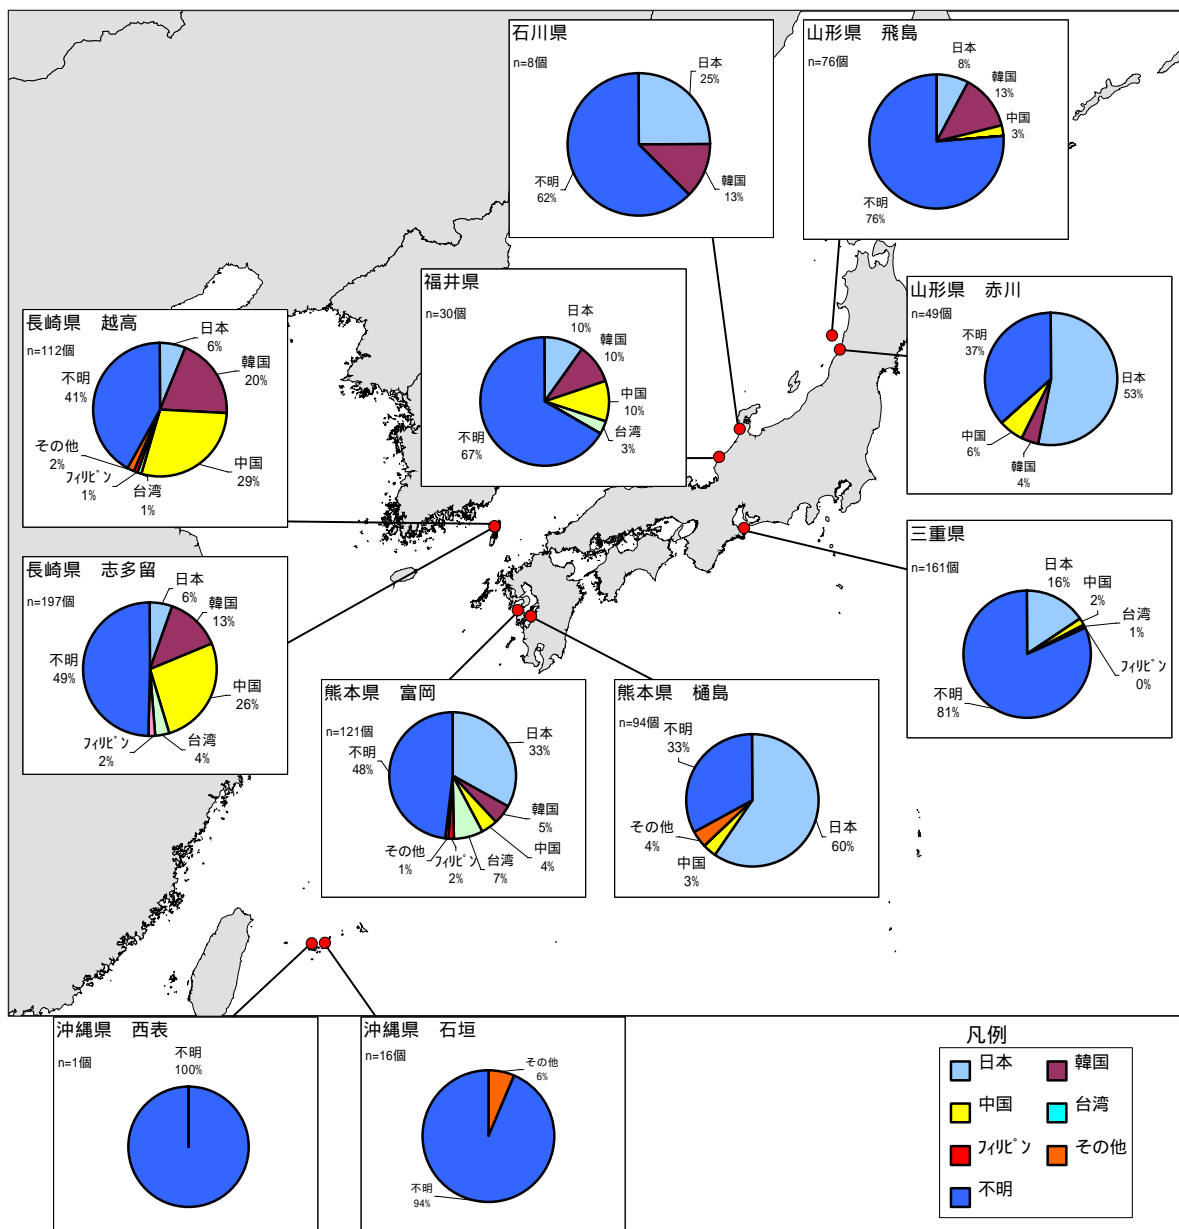 石川県
n=8個
日本
25%
韓国
13%
不明
62%
山形県　飛島
n=76個
日本
8%
韓国
13%
中国
3%
不明
76%
福井県
n=30個
日本
10%
韓国
10%
中国
10%
台湾
3%
不明
67%
山形県　赤川
n=49個
不明
37%
日本
53%
中国
6%
韓国
4%
長崎県　越高
n=112個
日本
6%
韓国
20%
不明
41%
その他
2%
フィリピン
1%
台湾
1%
中国
29%
三重県
n=161個
日本
16%
中国
2%
台湾
1%
フィリピン
0%
不明
81%
長崎県　志多留
n=197個
日本
6%
韓国
13%
不明
49%
中国
26%
フィリピン
2%
台湾
4%
熊本県　富岡
n=121個
不明
48%
日本
33%
韓国
5%
中国
4%
台湾
7%
フィリピン
2%
その他
1%
熊本県　樋島
n=94個
不明
33%
その他
4%
中国
3%
日本
60%
沖縄県　西表
n=1個
不明
100%
沖縄県　石垣
n=16個
その他
6%
不明
94%
凡例
日本
韓国
中国
台湾
フィリピン
その他
不明